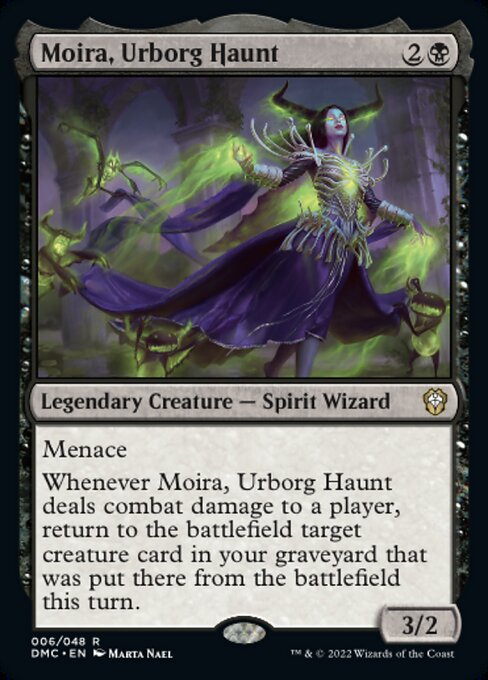 Moira, Urborg Haunt 2
Legendary Creature — Spirit Wizard
Menace
Whenever Moira, Urborg Haunt
deals combat damage to a player,
return to the battlefield target
creature card in your graveyard that
was put there from the battlefield
this turn.
3/2
006/048 R
DMC • EN Marta Nael
™ & © 2022 Wizards of the Coast